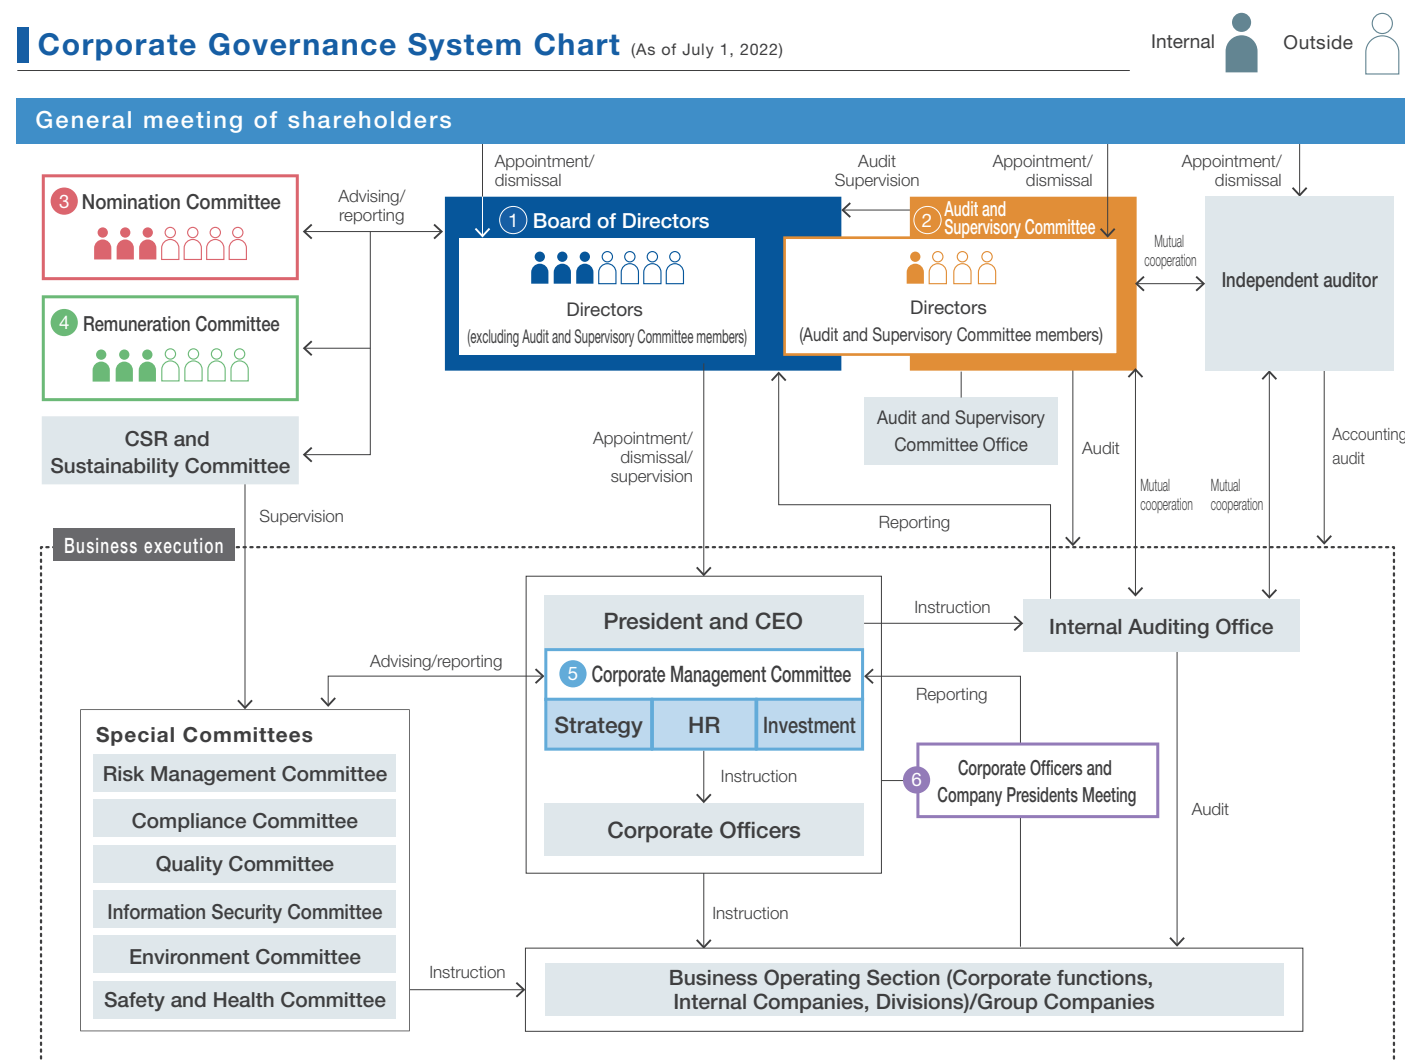 Corporate Governance System Chart (As of July 1, 2022)
Internal
Outside
General meeting of shareholders
Appointment/
dismissal
Audit
Supervision
Appointment/
dismissal
Appointment/
dismissal
3 Nomination Committee
Advising/
reporting
1 Board of Directors
Directors
(excluding Audit and Supervisory Committee members)
2 Audit and
Supervisory Committee
Directors
(Audit and Supervisory Committee members)
Mutual
cooperation
Independent auditor
4 Remuneration Committee
CSR and
Sustainability Committee
Supervision
Appointment/
dismissal/
supervision
Audit and Supervisory
Committee Office
Audit
Reporting
Mutual
cooperation
Mutual
cooperation
Accounting
audit
Business execution
President and CEO
Instruction
Internal Auditing Office
Advising/reporting
5 Corporate Management Committee
Strategy
HR
Investment
Reporting
Instruction
Corporate Officers
6 Corporate Officers and
Company Presidents Meeting
Audit
Special Committees
Risk Management Committee
Compliance Committee
Quality Committee
Information Security Committee
Environment Committee
Safety and Health Committee
Instruction
Instruction
Business Operating Section (Corporate functions,
Internal Companies, Divisions)/Group Companies